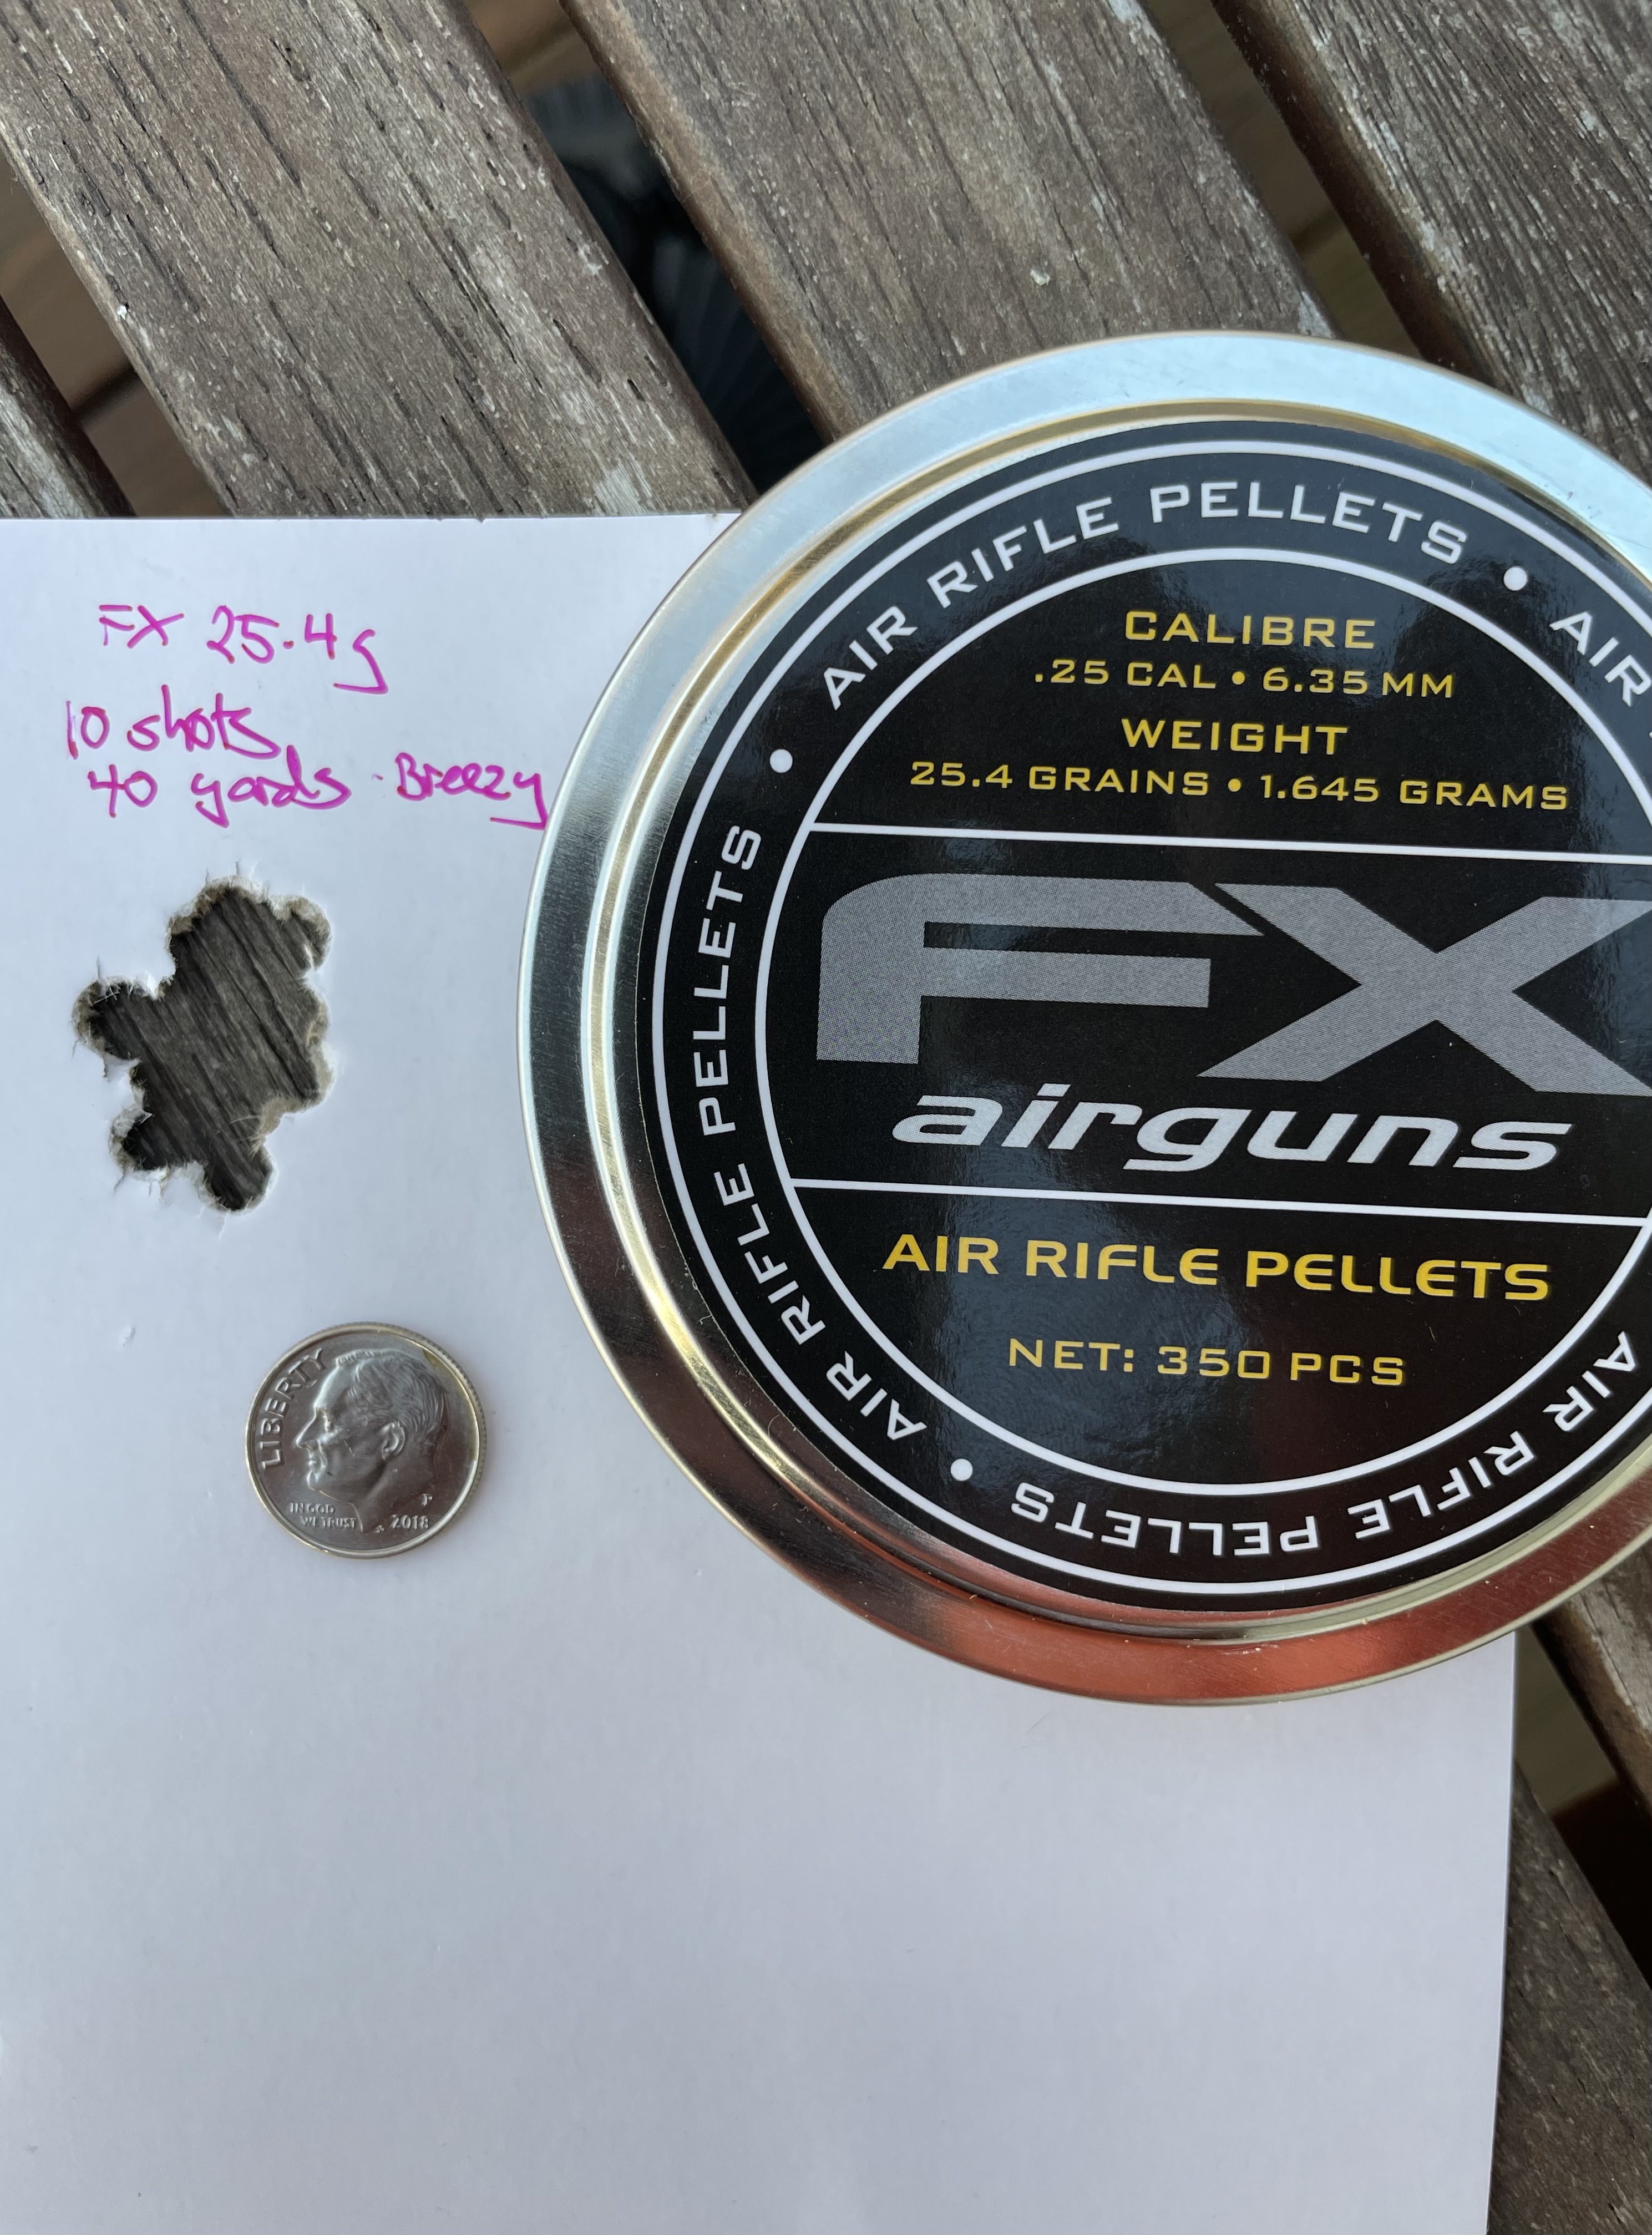 FX 25.4g
10 shots
40 yards · Breezy
AIR RIFLE PELLETS • AIR
CALIBRE
.25 CAL • 6.35 MM
WEIGHT
25.4 GRAINS • 1.645 GRAMS
FX
airguns
AIR RIFLE PELLETS
NET: 350 PCS
• AIR RIFLE PELLETS •
AIR RIFLE PELLETS
LIBERTY
IN GOD
WE TRUST
2018